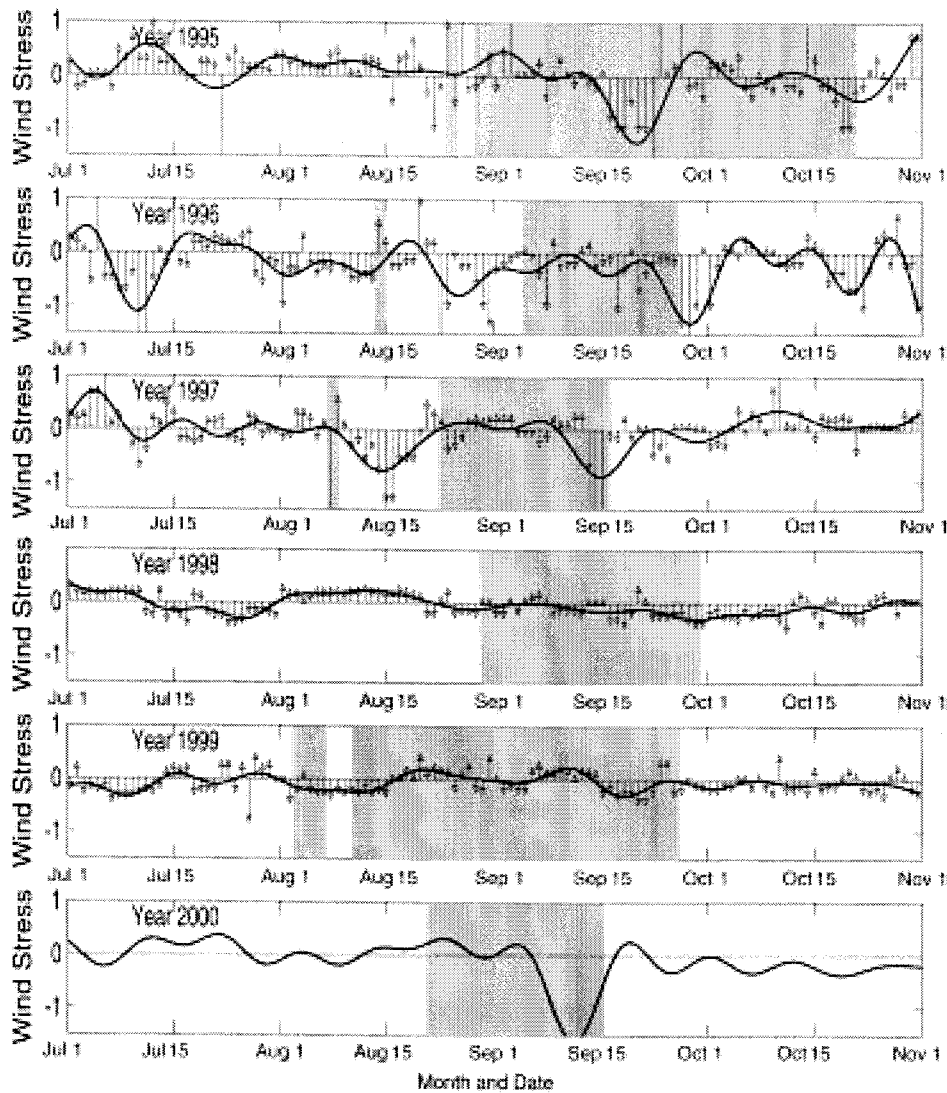 Wind Stress
1
0
-1
Year 1995
Jul 1 Jul 15 Aug 1 Aug 15 Sep 1 Sep 15 Oct 1 Oct 15 Nov 1
Wind Stress
1
0
-1
Year 1996
Jul 1 Jul 15 Aug 1 Aug 15 Sep 1 Sep 15 Oct 1 Oct 15 Nov 1
Wind Stress
1
0
-1
Year 1997
Jul 1 Jul 15 Aug 1 Aug 15 Sep 1 Sep 15 Oct 1 Oct 15 Nov 1
Wind Stress
0
-1
Year 1998
Jul 1 Jul 15 Aug 1 Aug 15 Sep 1 Sep 15 Oct 1 Oct 15 Nov 1
Wind Stress
1
0
-1
Year 1999
Jul 1 Jul 15 Aug 1 Aug 15 Sep 1 Sep 15 Oct 1 Oct 15 Nov 1
Wind Stress
1
0
-1
Year 2000
Jul 1 Jul 15 Aug 1 Aug 15 Sep 1 Sep 15 Oct 1 Oct 15 Nov 1
Month and Date